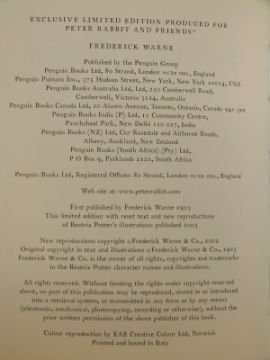 EXCLUSIVE LIMITED EDITION PRODUCED FOR
PETER RABBIT AND FRIENDS™
FREDERICK WARNE
Published by the Penguin Group
Penguin Books Ltd, 80 Strand, London WC2R 0RL, England
Penguin Putnam Inc., 375 Hudson Street, New York, New York 10014, USA
Penguin Books Australia Ltd, Ltd, 250 Camberwell Road,
Camberwell, Victoria 3124, Australia
Penguin Books Canada Ltd, 10 Alcorn Avenue, Toronto, Ontario, Canada
Penguin Books India (P) Ltd, 11 Community Centre,
Panchsheel Park, New Delhi 110 017, India
Penguin Books (NZ) Ltd, Cnr Rosedale and Airborne Roads,
Albany, Auckland, New Zealand
Penguin Books (South Africa) (Pty) Ltd,
P O Box 9, Parklands 2121, South Africa
Penguin Books Ltd, Registered Offices: 80 Strand, London WC2R 0RL, England
Web site at: www.peterrabbit.com
First published by Frederick Warne 1903
This limited edition with reset text and new reproductions
of Beatrix Potter's illustrations published 2003
New reproductions copyright © Frederick Warne & Co., 2002
Original copyright in text and illustrations © Frederick Warne & Co., 1903
Frederick Warne & Co. is the owner of all rights, copyrights and trademarks
in the Beatrix Potter character names and illustrations.
All rights reserved. Without limiting the rights under copyright reserved
above, no part of this publication may be reproduced, stored in or introduced
into a retrieval system, or transmitted in any form or by any means
(electronic, mechanical, photocopying, recording or otherwise), without the
prior written permission of the above publisher of this book.
Colour reproduction by EAE Creative Colour Ltd, Norwich
Printed and bound in Italy